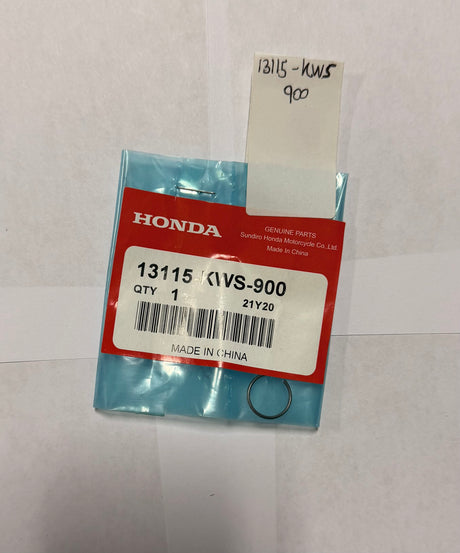 13115-KWS
900
HONDA
GENUINE PARTS
Sundiro Honda Motorcycle Co.,Ltd.
Made In China
13115-KWS-900
QTY 1
21Y20
MADE IN CHINA